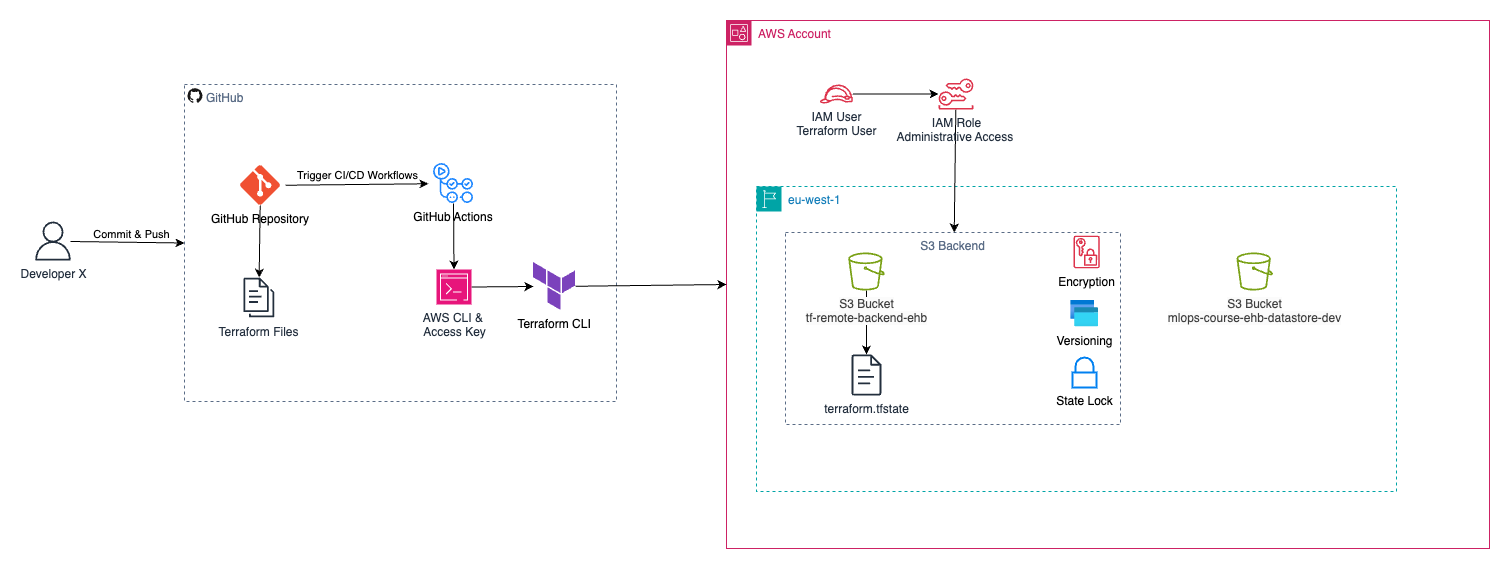 AWS Account
IAM User
Terraform User
IAM Role
Administrative Access
GitHub
Trigger CI/CD Workflows
GitHub Repository
GitHub Actions
Commit & Push
Developer X
Terraform Files
AWS CLI &
Access Key
Terraform CLI
eu-west-1
S3 Backend
Encryption
S3 Bucket
tf-remote-backend-ehb
Versioning
State Lock
terraform.tfstate
S3 Bucket
mlops-course-ehb-datastore-dev